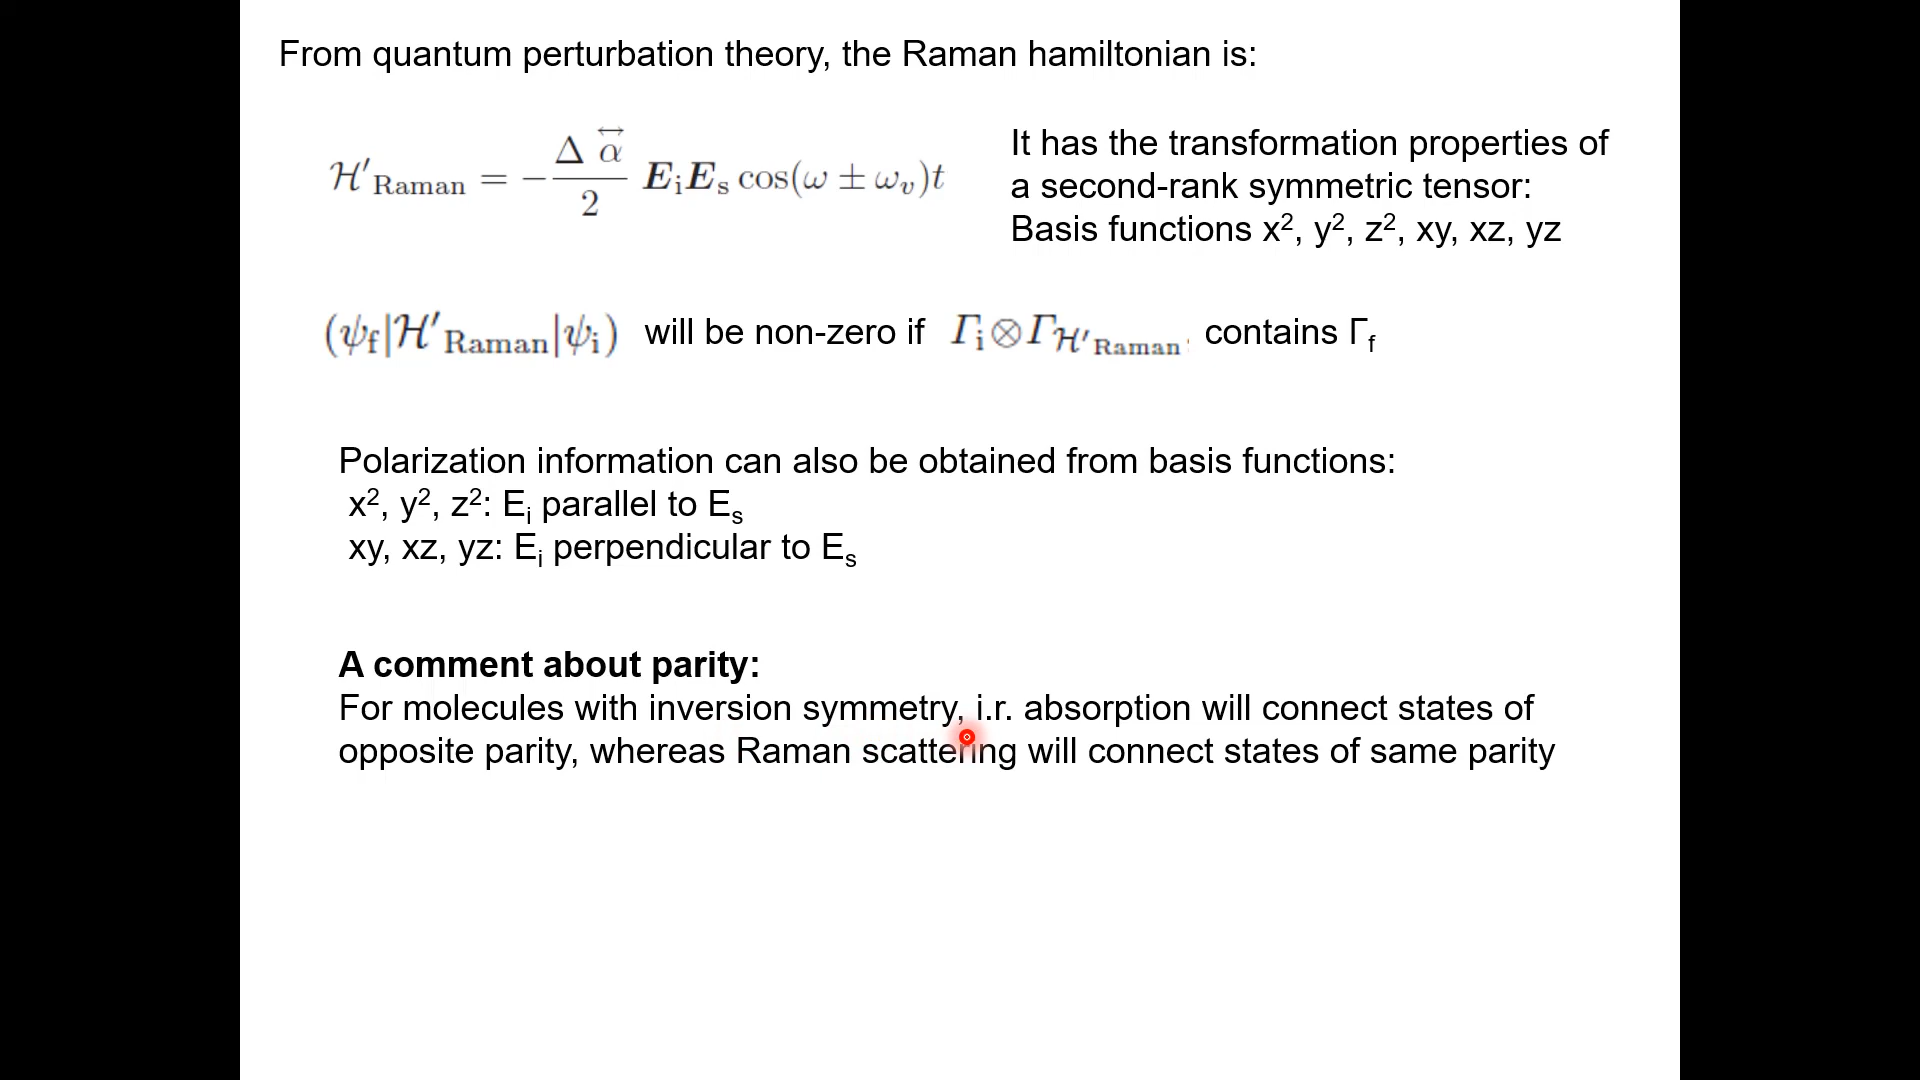 From quantum perturbation theory, the Raman hamiltonian is:
ℋ′Raman = −(Δ α⃡ / 2) EᵢEₛ cos(ω ± ωᵥ)t
It has the transformation properties of
a second-rank symmetric tensor:
Basis functions x², y², z², xy, xz, yz
(ψf|ℋ′Raman|ψi) will be non-zero if Γi⊗Γℋ′Raman contains Γf
Polarization information can also be obtained from basis functions:
x², y², z²: Ei parallel to Es
xy, xz, yz: Ei perpendicular to Es
A comment about parity:
For molecules with inversion symmetry, i.r. absorption will connect states of
opposite parity, whereas Raman scattering will connect states of same parity